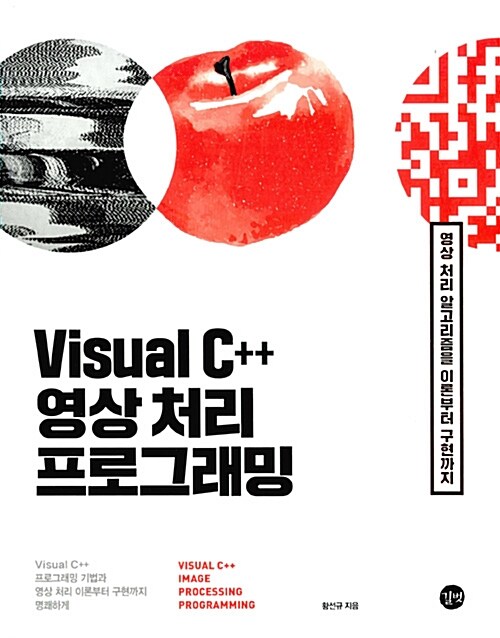 영상 처리 알고리즘을 이론부터 구현까지
Visual C++
영상 처리
프로그래밍
Visual C++
프로그래밍 기법과
영상 처리 이론부터 구현까지
명쾌하게
VISUAL C++
IMAGE
PROCESSING
PROGRAMMING
황선규 지음
길벗